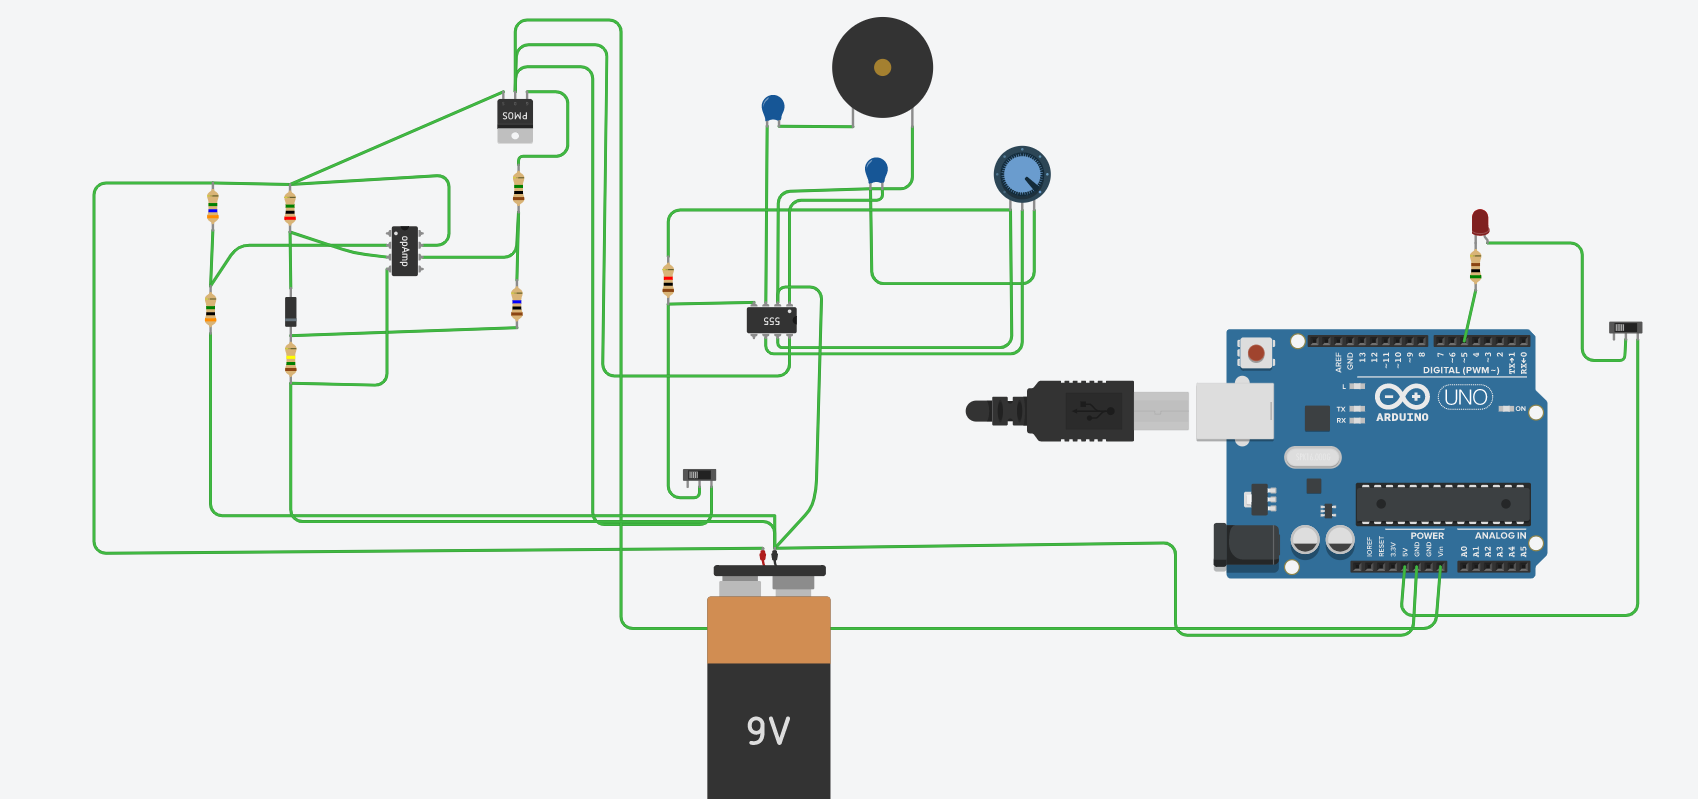 PMOS
opAmp
555
AREF
GND
13
12
~11
~10
~9
8
7
~6
~5
4
~3
2
TX→1
RX←0
DIGITAL (PWM~)
L
TX
RX
UNO
ON
ARDUINO
POWER
ANALOG IN
IOREF
RESET
3.3V
5V
GND
GND
Vin
A0
A1
A2
A3
A4
A5
9V